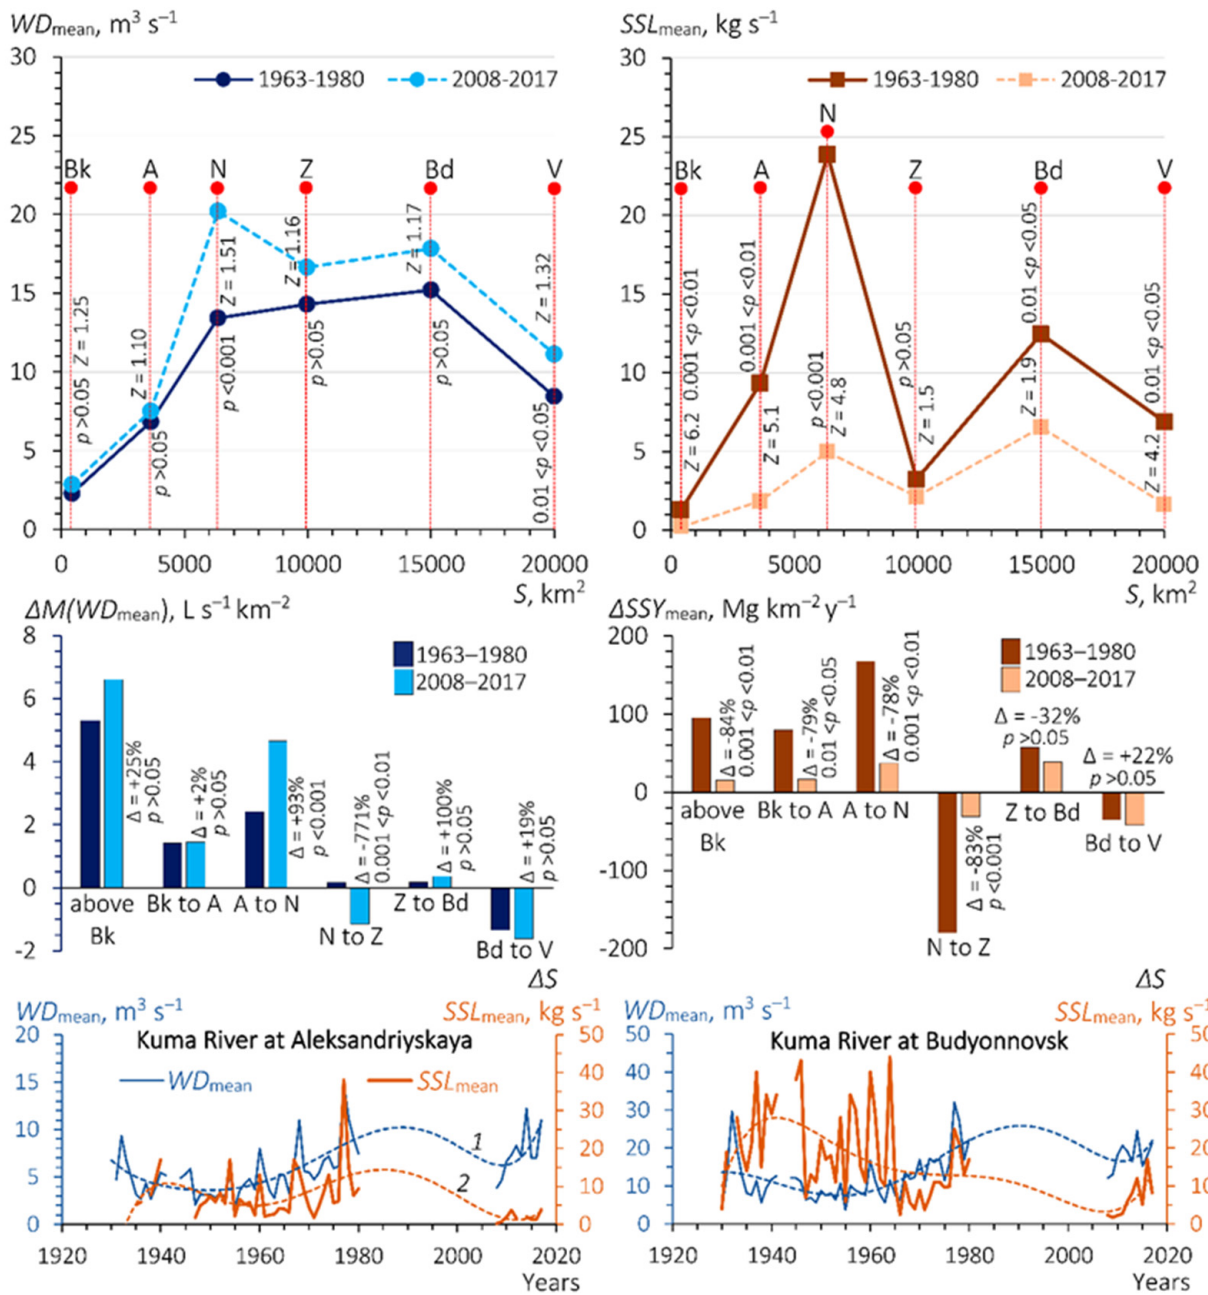 WDmean, m³ s⁻¹
30
25
20
15
10
5
0
1963-1980
2008-2017
Bk
A
N
Z
Bd
V
p >0.05 Z = 1.25
Z = 1.10
p >0.05
p <0.001 Z = 1.51
Z = 1.16
p >0.05
Z = 1.17
p >0.05
Z = 1.32
0.01 <p <0.05
0
5000
10000
15000
20000
S, km²
SSLmean, kg s⁻¹
30
25
20
15
10
5
0
1963-1980
2008-2017
Bk
A
N
Z
Bd
V
Z = 6.2 0.001 <p <0.01
0.001 <p <0.01
Z = 5.1
p <0.001
Z = 4.8
p >0.05
Z = 1.5
0.01 <p <0.05
Z = 1.9
0.01 <p <0.05
Z = 4.2
0
5000
10000
15000
20000
S, km²
ΔM(WDmean), L s⁻¹ km⁻²
8
6
4
2
0
-2
1963–1980
2008–2017
Δ = +25%
p >0.05
Δ = +2%
p >0.05
Δ = +93%
p <0.001
Δ = -771%
0.001 <p <0.01
Δ = +100%
p >0.05
Δ = +19%
p >0.05
above
Bk
Bk to A
A to N
N to Z
Z to Bd
Bd to V
ΔS
ΔSSYmean, Mg km⁻² y⁻¹
200
100
0
-100
-200
1963–1980
2008–2017
Δ = -84%
0.001 <p <0.01
Δ = -79%
0.01 <p <0.05
Δ = -78%
0.001 <p <0.01
Δ = -83%
p <0.001
Δ = -32%
p >0.05
Δ = +22%
p >0.05
above
Bk
Bk to A
A to N
N to Z
Z to Bd
Bd to V
ΔS
WDmean, m³ s⁻¹
SSLmean, kg s⁻¹
Kuma River at Aleksandriyskaya
WDmean
SSLmean
1
2
20
15
10
5
0
50
40
30
20
10
0
1920
1940
1960
1980
2000
2020
Years
WDmean, m³ s⁻¹
SSLmean, kg s⁻¹
Kuma River at Budyonnovsk
50
40
30
20
10
0
50
40
30
20
10
0
1920
1940
1960
1980
2000
2020
Years